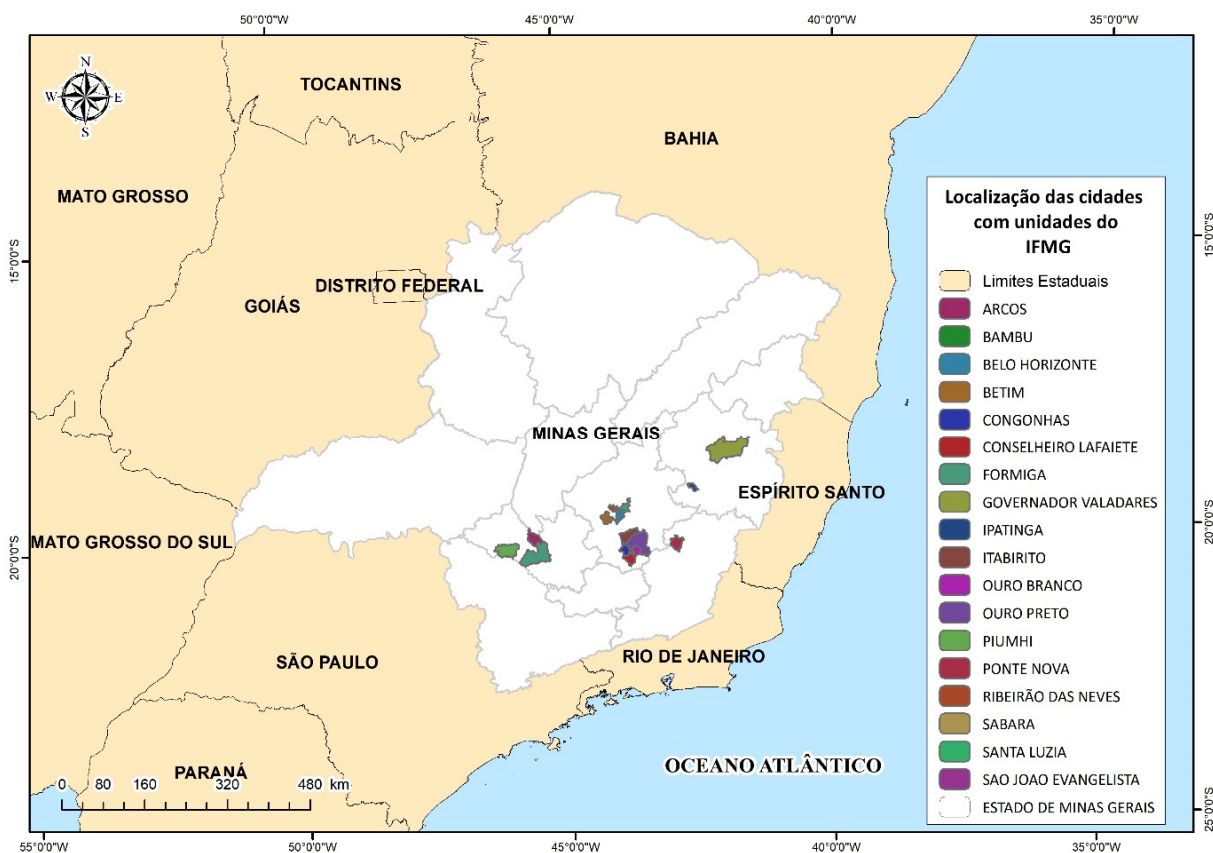 50°0'0"W
45°0'0"W
40°0'0"W
35°0'0"W
N
W
E
S
TOCANTINS
BAHIA
MATO GROSSO
Localização das cidades
com unidades do
IFMG
15°0'0"S
15°0'0"S
DISTRITO FEDERAL
GOIÁS
Limites Estaduais
ARCOS
BAMBU
BELO HORIZONTE
BETIM
CONGONHAS
CONSELHEIRO LAFAIETE
FORMIGA
GOVERNADOR VALADARES
IPATINGA
ITABIRITO
OURO BRANCO
OURO PRETO
PIUMHI
PONTE NOVA
RIBEIRÃO DAS NEVES
SABARA
SANTA LUZIA
SAO JOAO EVANGELISTA
ESTADO DE MINAS GERAIS
MINAS GERAIS
ESPÍRITO SANTO
20°0'0"S
20°0'0"S
MATO GROSSO DO SUL
SÃO PAULO
RIO DE JANEIRO
OCEANO ATLÂNTICO
PARANÁ
0 80 160 320 480 km
25°0'0"S
55°0'0"W
50°0'0"W
45°0'0"W
40°0'0"W
35°0'0"W